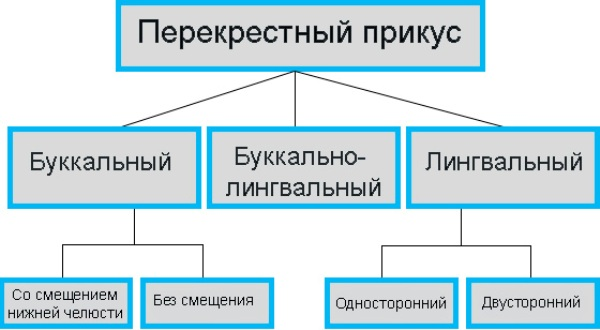 Перекрестный прикус
Буккальный
Буккально-
лингвальный
Лингвальный
Со смещением
нижней челюсти
Без смещения
Односторонний
Двусторонний